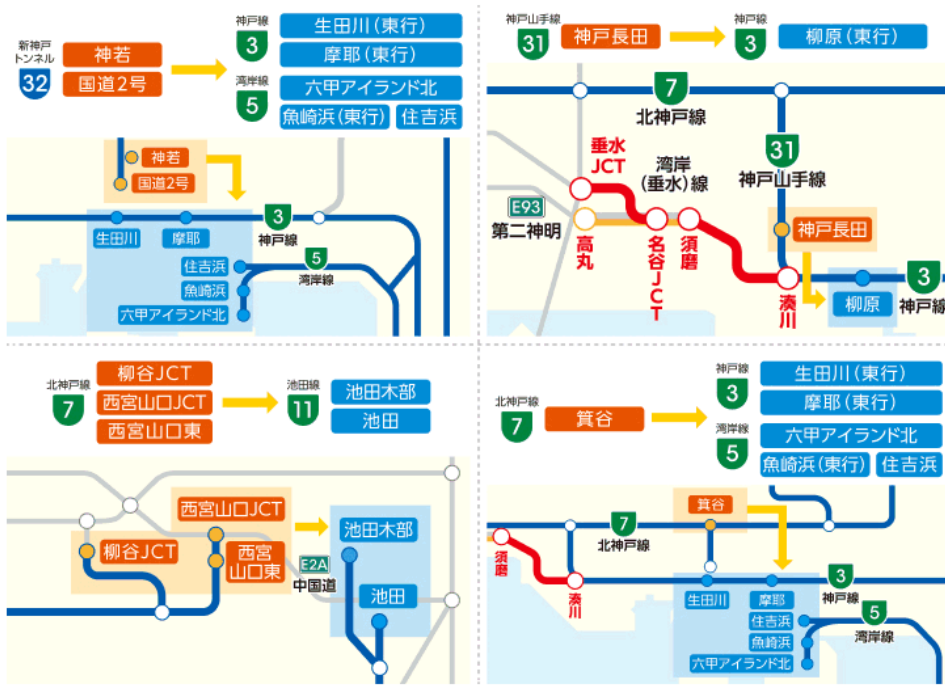 新神戸
トンネル
32
神若
国道2号
神戸線
3
生田川(東行)
摩耶(東行)
湾岸線
5
六甲アイランド北
魚崎浜(東行)
住吉浜
神若
国道2号
生田川
摩耶
3
神戸線
住吉浜
5
湾岸線
魚崎浜
六甲アイランド北
神戸山手線
31
神戸長田
神戸線
3
柳原(東行)
7
北神戸線
垂水
JCT
湾岸
(垂水)線
31
神戸山手線
E93
第二神明
高丸
名谷JCT
須磨
神戸長田
湊川
柳原
3
神戸線
北神戸線
7
柳谷JCT
西宮山口JCT
西宮山口東
池田線
11
池田木部
池田
西宮山口JCT
柳谷JCT
西宮
山口東
E2A
中国道
池田木部
池田
北神戸線
7
箕谷
神戸線
3
生田川(東行)
摩耶(東行)
湾岸線
5
六甲アイランド北
魚崎浜(東行)
住吉浜
箕谷
7
北神戸線
須磨
湊川
生田川
摩耶
3
神戸線
住吉浜
5
湾岸線
魚崎浜
六甲アイランド北